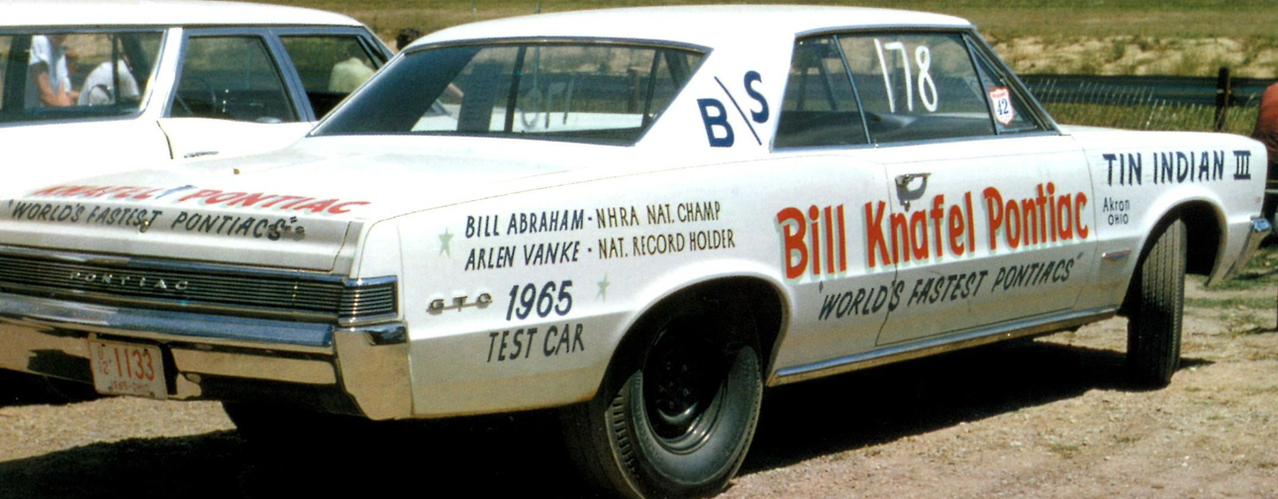 KNAFEL PONTIAC
"WORLD'S FASTEST PONTIACS"
PONTIAC
1133
BILL ABRAHAM - NHRA NAT. CHAMP
ARLEN VANKE - NAT. RECORD HOLDER
GTO 1965
TEST CAR
B\S
178
42
Bill Knafel Pontiac
"WORLD'S FASTEST PONTIACS"
TIN INDIAN III
Akron
OHIO